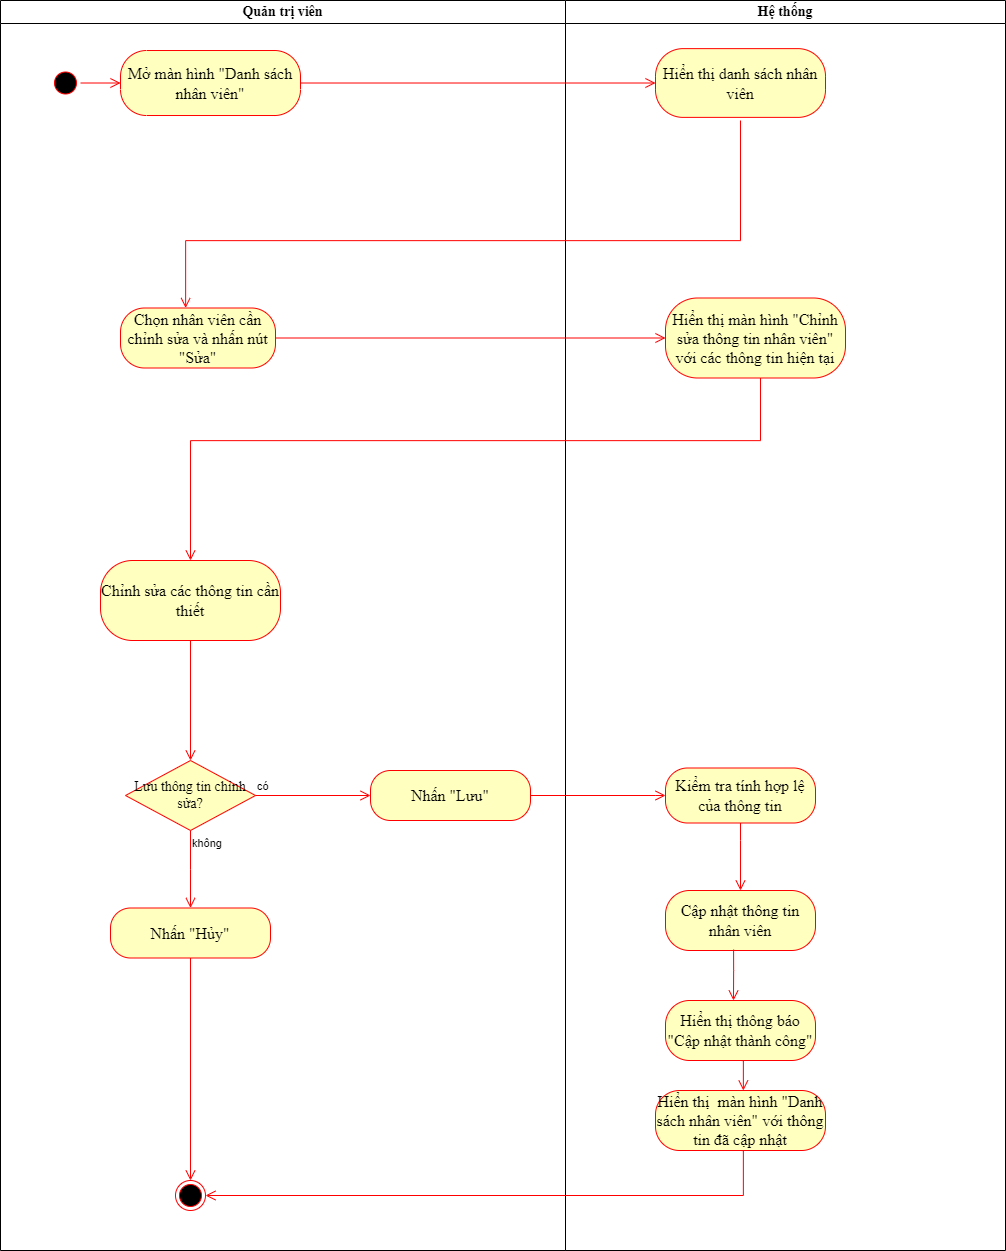 Quản trị viên
Hệ thống
Mở màn hình "Danh sách
nhân viên"
Hiển thị danh sách nhân
viên
Chọn nhân viên cần
chỉnh sửa và nhấn nút
"Sửa"
Hiển thị màn hình "Chỉnh
sửa thông tin nhân viên"
với các thông tin hiện tại
Chỉnh sửa các thông tin cần
thiết
Lưu thông tin chỉnh
sửa?
có
Nhấn "Lưu"
Kiểm tra tính hợp lệ
của thông tin
không
Cập nhật thông tin
nhân viên
Nhấn "Hủy"
Hiển thị thông báo
"Cập nhật thành công"
Hiển thị màn hình "Danh
sách nhân viên" với thông
tin đã cập nhật